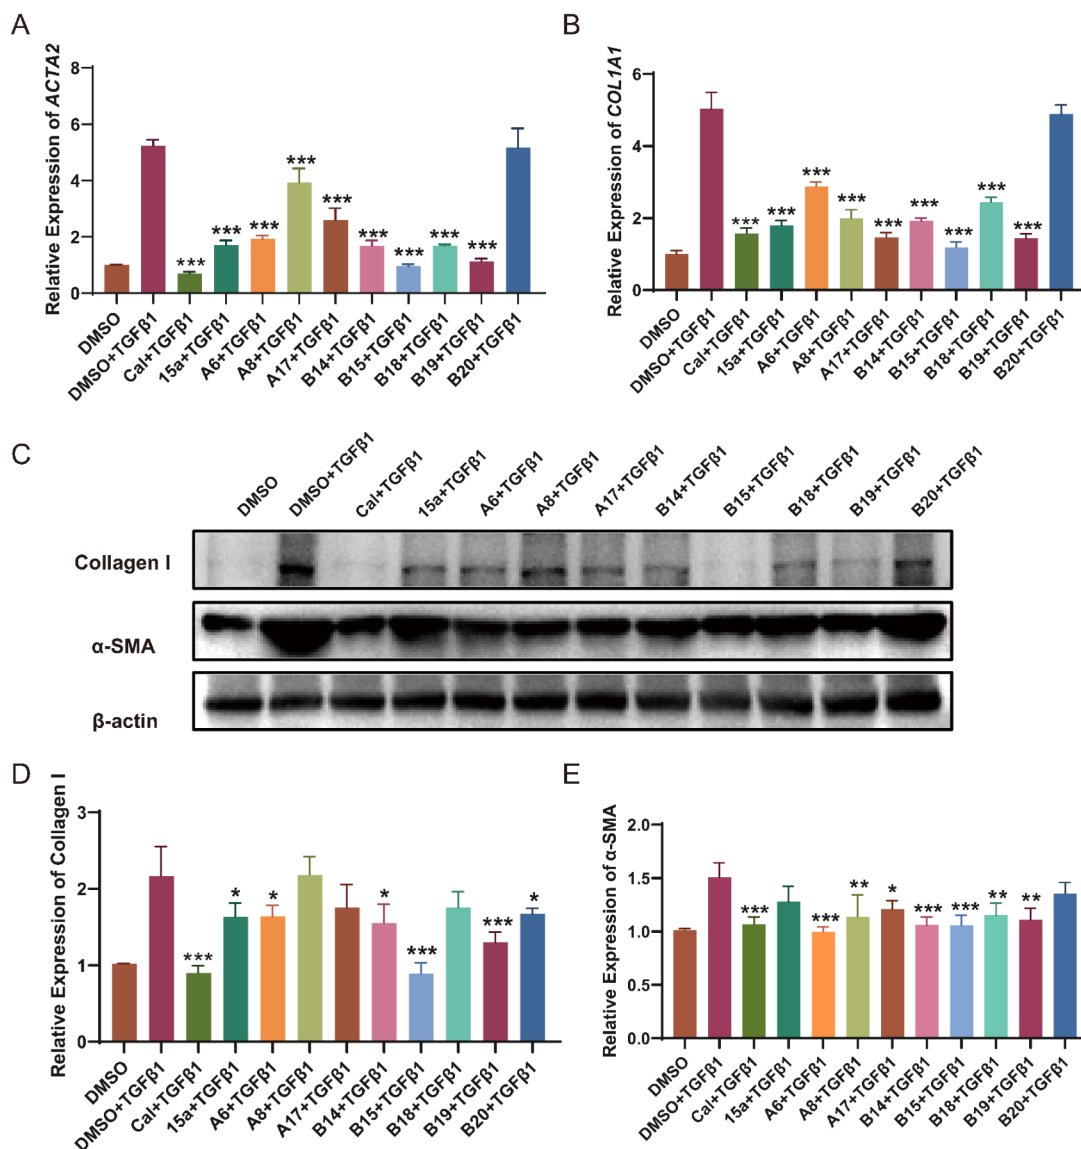 A
Relative Expression of ACTA2
8
6
4
2
0
***
***
***
***
***
***
***
***
***
DMSO
DMSO+TGFβ1
Cal+TGFβ1
15a+TGFβ1
A6+TGFβ1
A8+TGFβ1
A17+TGFβ1
B14+TGFβ1
B15+TGFβ1
B18+TGFβ1
B19+TGFβ1
B20+TGFβ1
B
Relative Expression of COL1A1
6
4
2
0
***
***
***
***
***
***
***
***
***
DMSO
DMSO+TGFβ1
Cal+TGFβ1
15a+TGFβ1
A6+TGFβ1
A8+TGFβ1
A17+TGFβ1
B14+TGFβ1
B15+TGFβ1
B18+TGFβ1
B19+TGFβ1
B20+TGFβ1
C
DMSO
DMSO+TGFβ1
Cal+TGFβ1
15a+TGFβ1
A6+TGFβ1
A8+TGFβ1
A17+TGFβ1
B14+TGFβ1
B15+TGFβ1
B18+TGFβ1
B19+TGFβ1
B20+TGFβ1
Collagen I
α-SMA
β-actin
D
Relative Expression of Collagen I
3
2
1
0
***
*
*
*
***
***
*
DMSO
DMSO+TGFβ1
Cal+TGFβ1
15a+TGFβ1
A6+TGFβ1
A8+TGFβ1
A17+TGFβ1
B14+TGFβ1
B15+TGFβ1
B18+TGFβ1
B19+TGFβ1
B20+TGFβ1
E
Relative Expression of α-SMA
2.0
1.5
1.0
0.5
0.0
***
***
**
*
***
***
**
**
DMSO
DMSO+TGFβ1
Cal+TGFβ1
15a+TGFβ1
A6+TGFβ1
A8+TGFβ1
A17+TGFβ1
B14+TGFβ1
B15+TGFβ1
B18+TGFβ1
B19+TGFβ1
B20+TGFβ1